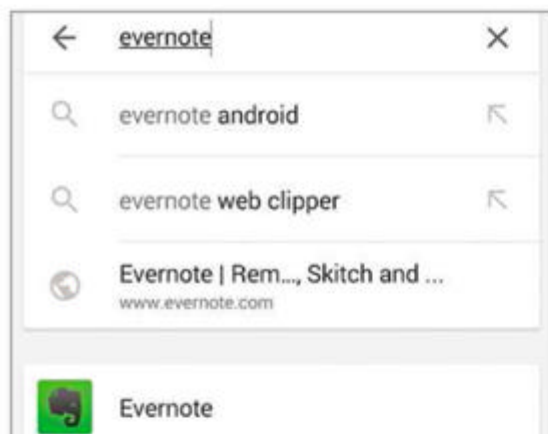 evernote
evernote android
evernote web clipper
Evernote | Rem..., Skitch and ...
www.evernote.com
Evernote